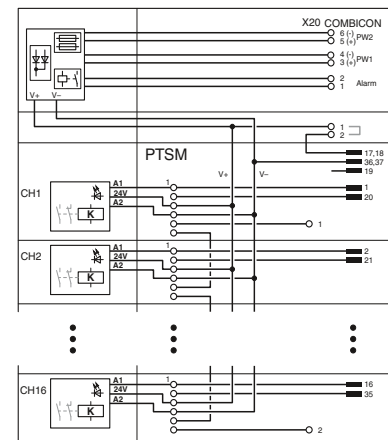 X20 COMBICON
6 (-)
5 (+) PW2
4 (-)
3 (+) PW1
2
1 Alarm
V+ V–
1
2
PTSM
17,18
36,37
19
V+ V–
CH1
A1
24V
A2
K
1
1
20
1
CH2
A1
24V
A2
K
1
2
21
CH16
A1
24V
A2
K
1
16
35
2